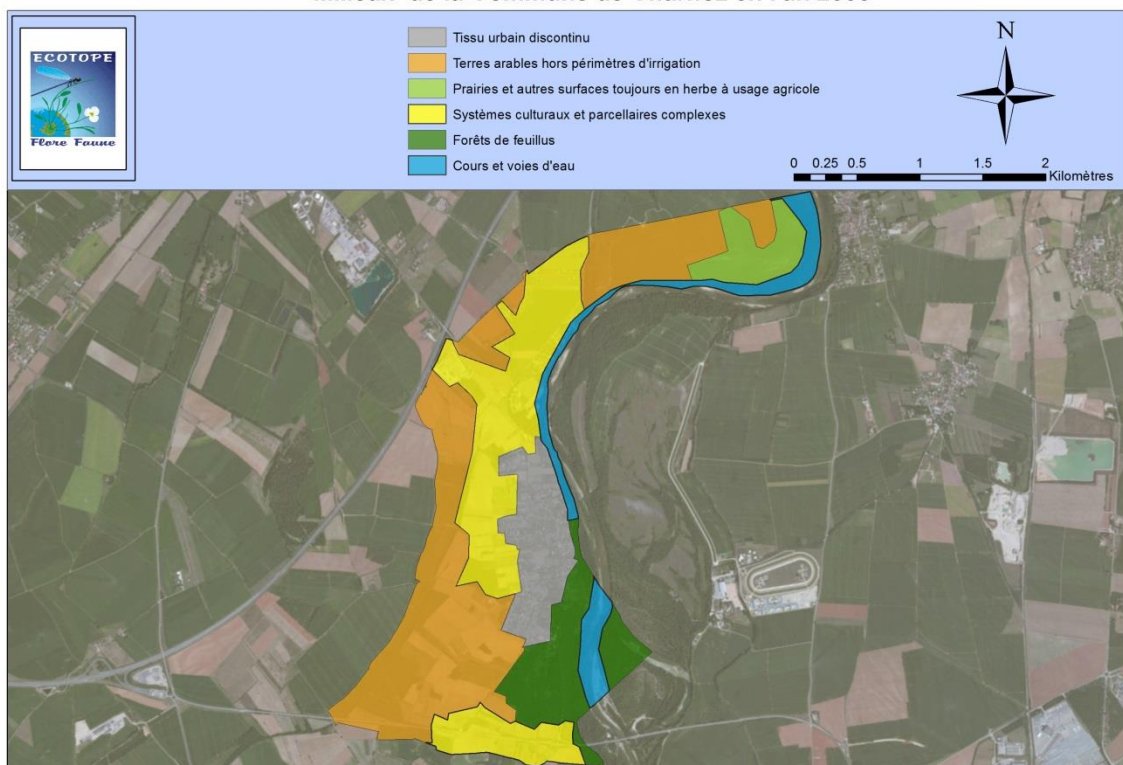 ECOTOPE
Flore Faune
Tissu urbain discontinu
Terres arables hors périmètres d'irrigation
Prairies et autres surfaces toujours en herbe à usage agricole
Systèmes culturaux et parcellaires complexes
Forêts de feuillus
Cours et voies d'eau
N
0 0.25 0.5 1 1.5 2
Kilomètres